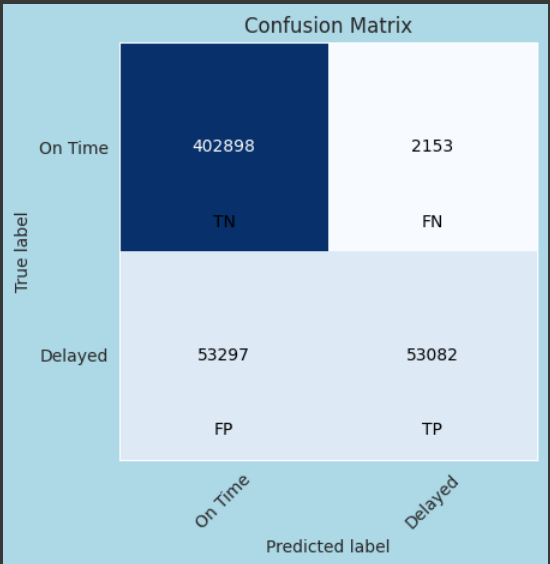 Confusion Matrix
On Time
402898
2153
TN
FN
True label
Delayed
53297
53082
FP
TP
On Time
Delayed
Predicted label